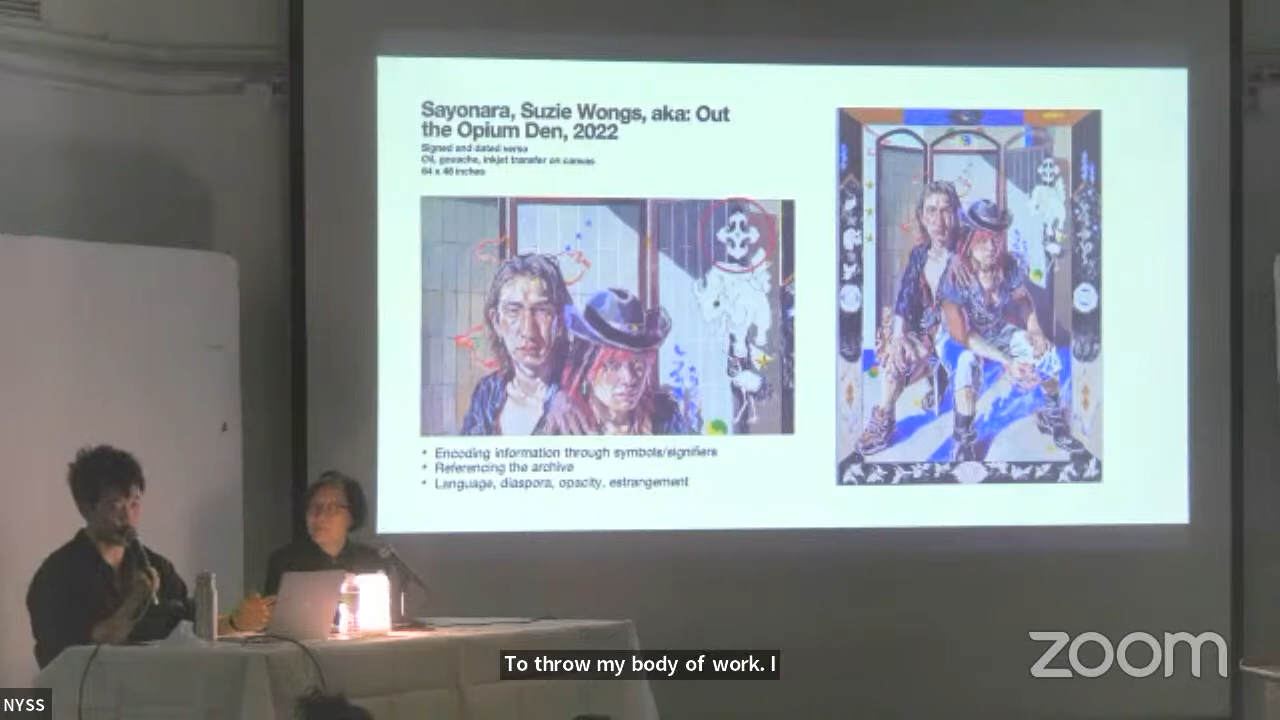 Sayonara, Suzie Wongs, aka: Out
the Opium Den, 2022
Signed and dated verso
Oil, gouache, inkjet transfer on canvas
64 x 46 inches
• Encoding information through symbols/signifiers
• Referencing the archive
• Language, diaspora, opacity, estrangement
To throw my body of work. I
zoom
NYSS